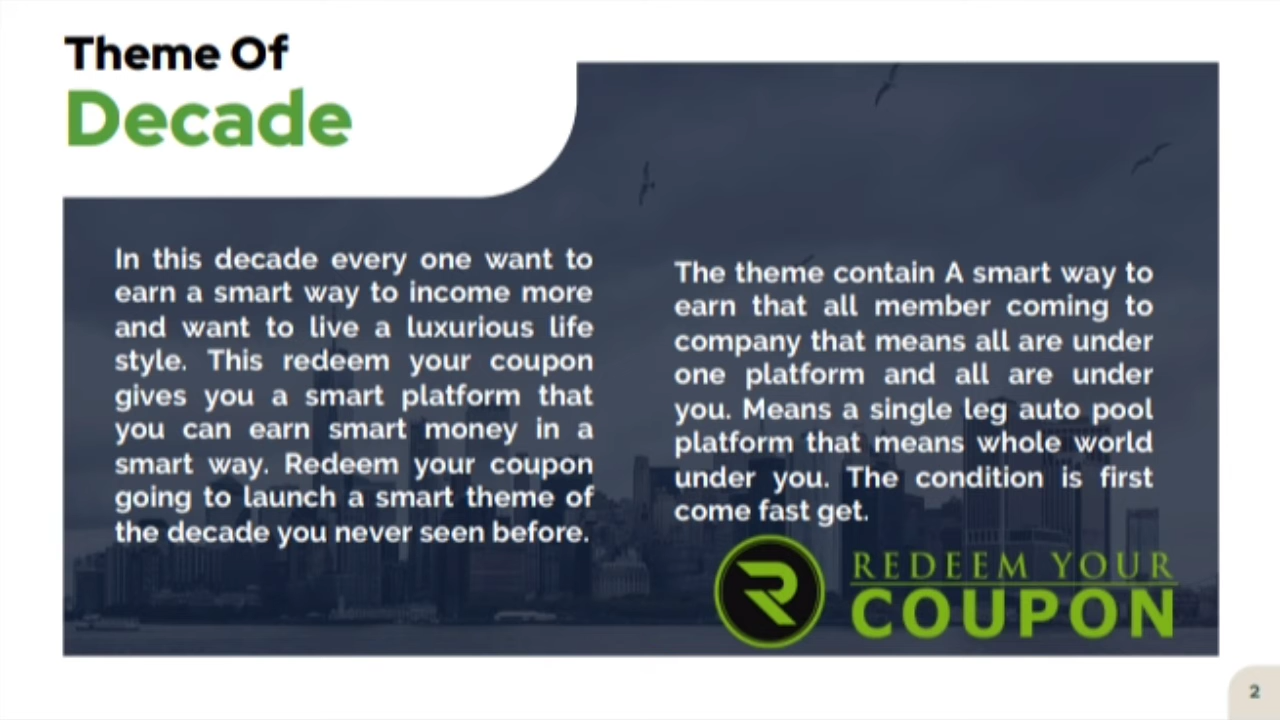 Theme Of
Decade
In this decade every one want to
earn a smart way to income more
and want to live a luxurious life
style. This redeem your coupon
gives you a smart platform that
you can earn smart money in a
smart way. Redeem your coupon
going to launch a smart theme of
the decade you never seen before.
The theme contain A smart way to
earn that all member coming to
company that means all are under
one platform and all are under
you. Means a single leg auto pool
platform that means whole world
under you. The condition is first
come fast get.
REDEEM YOUR
COUPON
2